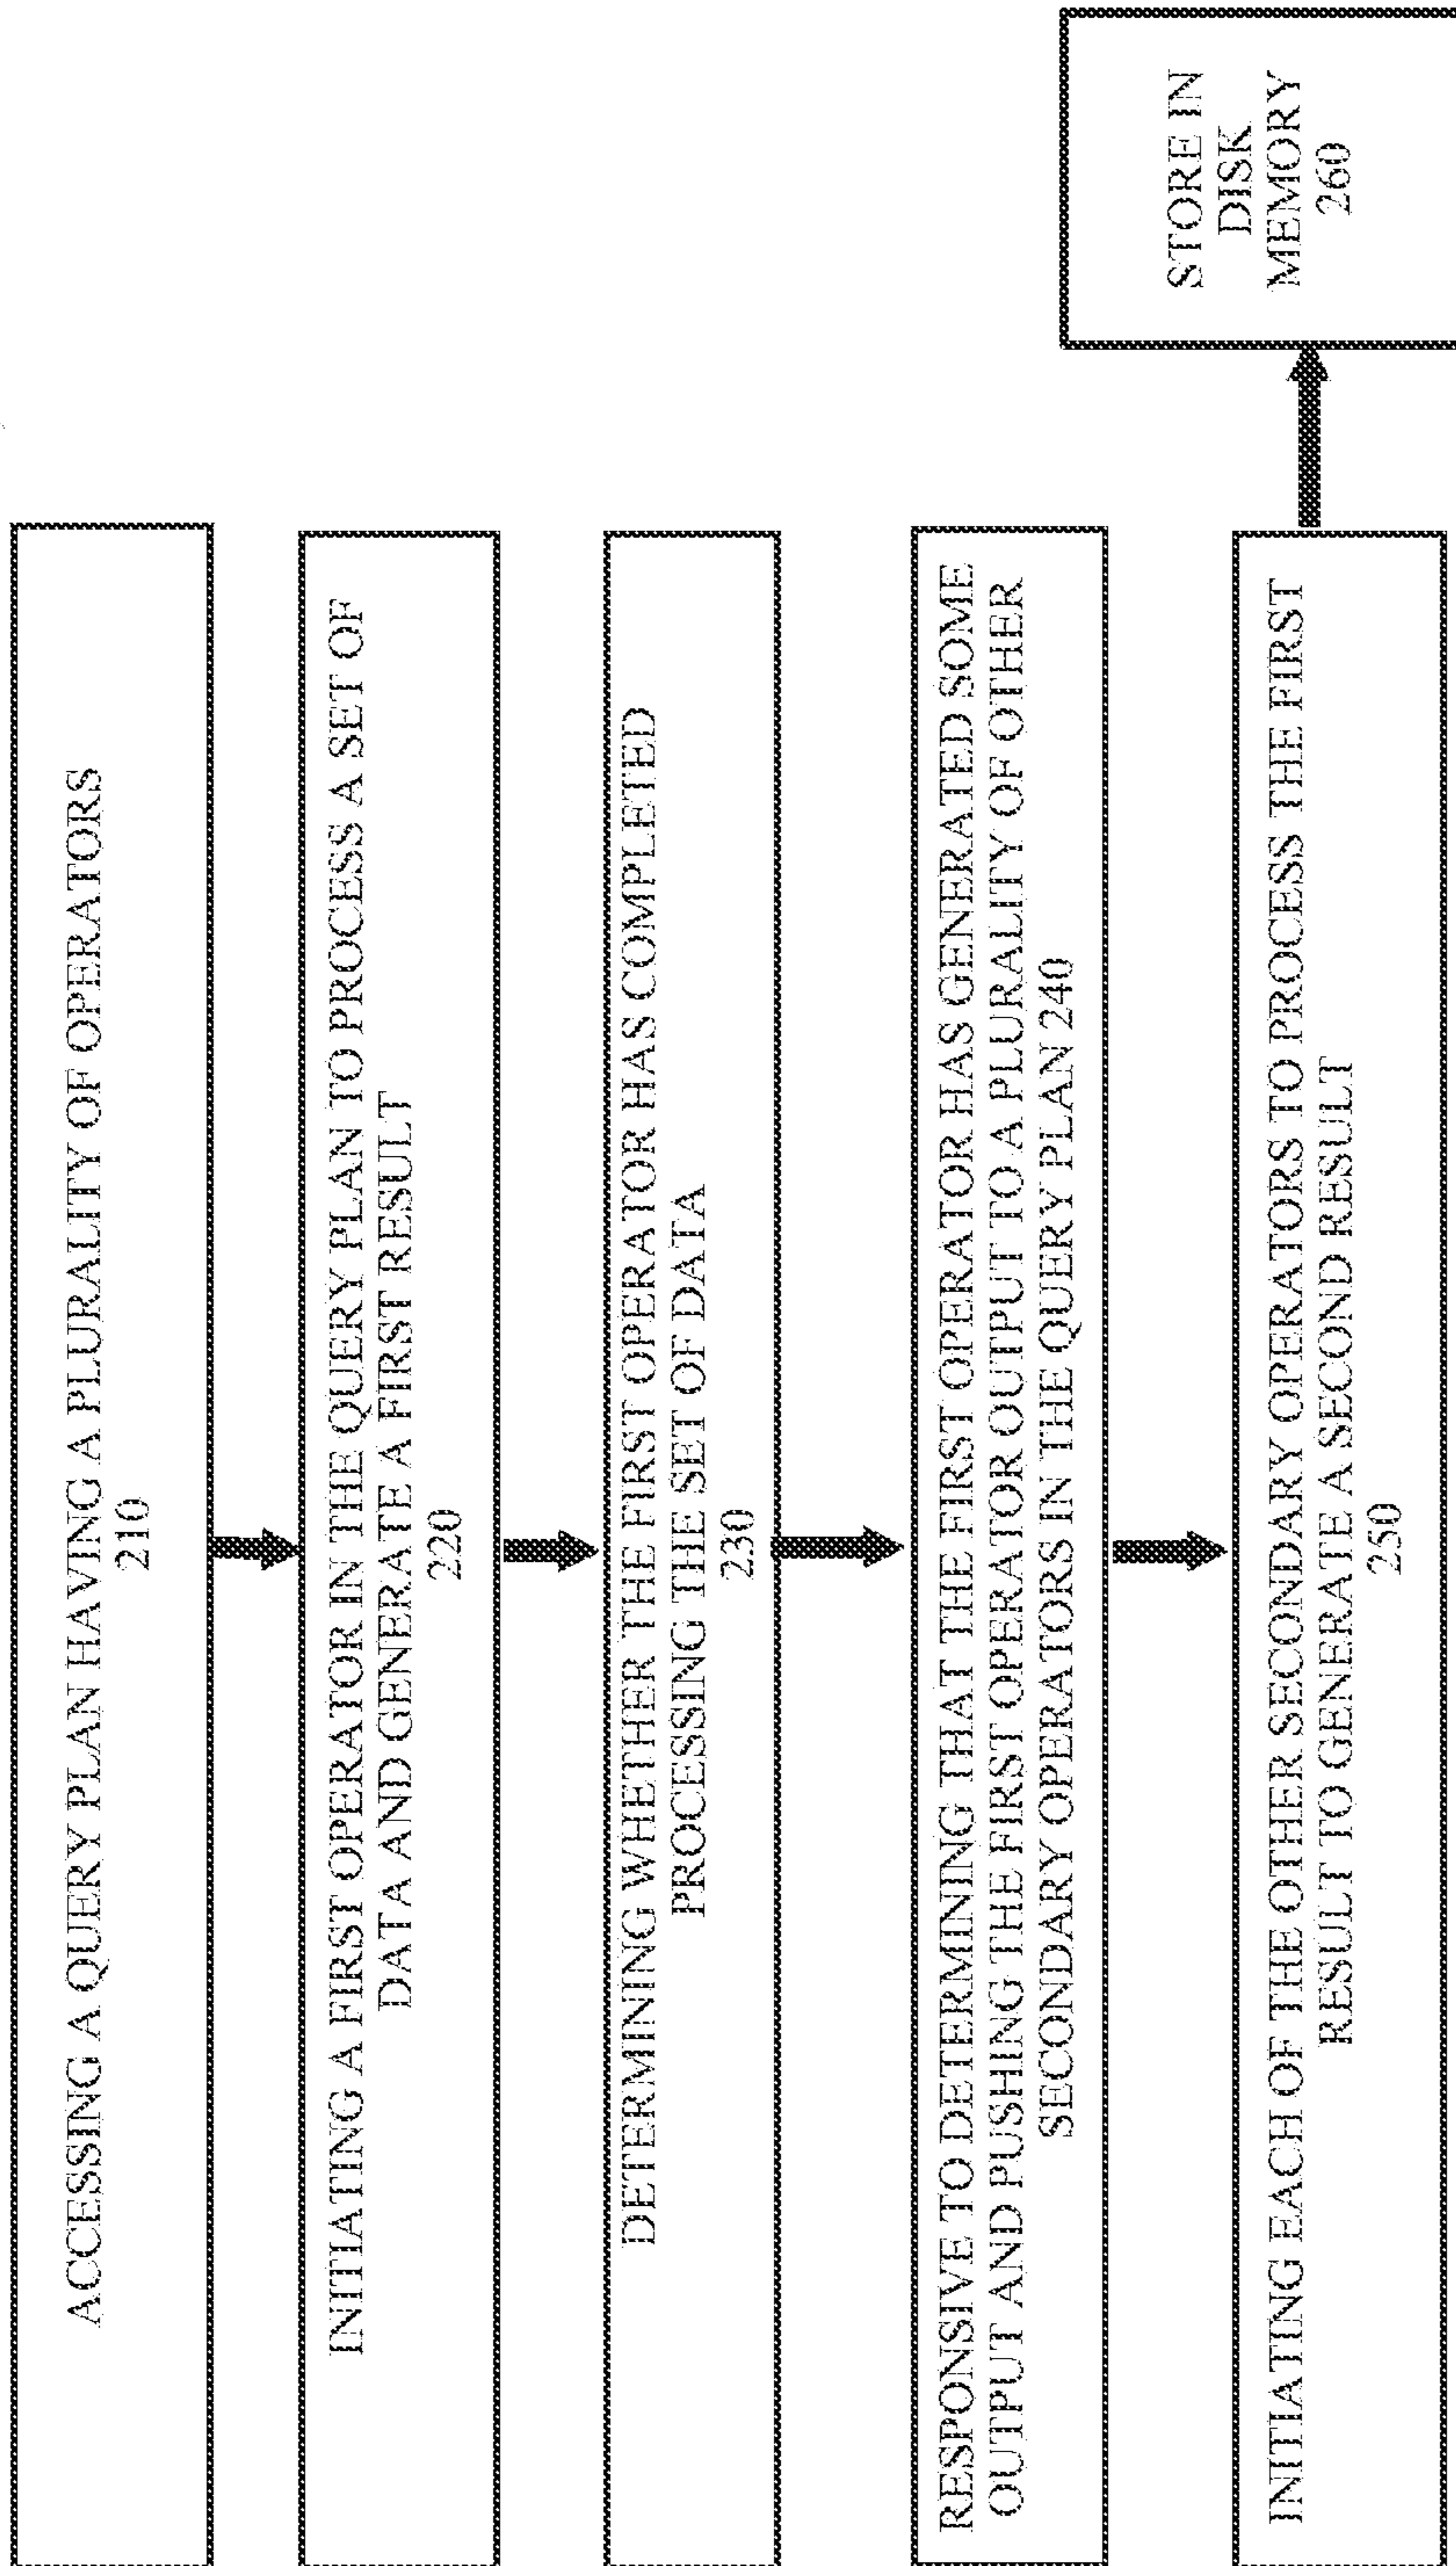 ACCESSING A QUERY PLAN HAVING A PLURALITY OF OPERATORS
210
INITIATING A FIRST OPERATOR IN THE QUERY PLAN TO PROCESS A SET OF
DATA AND GENERATE A FIRST RESULT
220
DETERMINING WHETHER THE FIRST OPERATOR HAS COMPLETED
PROCESSING THE SET OF DATA
230
RESPONSIVE TO DETERMINING THAT THE FIRST OPERATOR HAS GENERATED SOME
OUTPUT AND PUSHING THE FIRST OPERATOR OUTPUT TO A PLURALITY OF OTHER
SECONDARY OPERATORS IN THE QUERY PLAN 240
INITIATING EACH OF THE OTHER SECONDARY OPERATORS TO PROCESS THE FIRST
RESULT TO GENERATE A SECOND RESULT
250
STORE IN
DISK
MEMORY
260